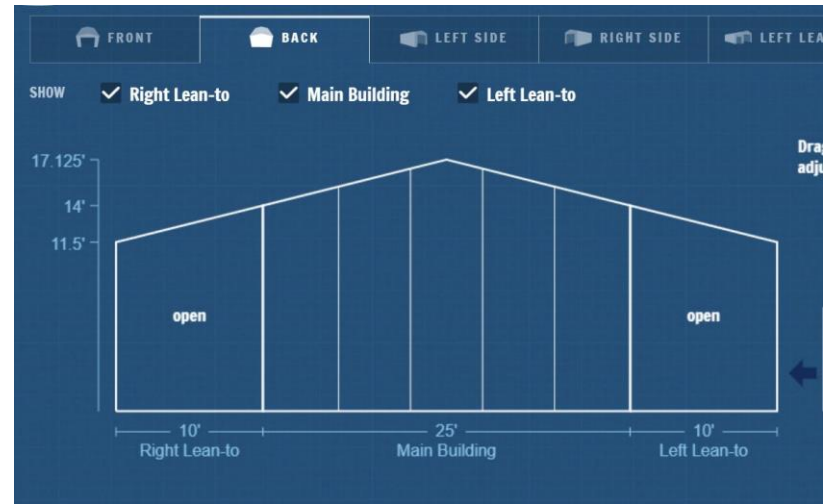 FRONT BACK LEFT SIDE RIGHT SIDE LEFT
SHOW Right Lean-to Main Building Left Lean-to
17.125'
14'
11.5'
open open
10' 25' 10'
Right Lean-to Main Building Left Lean-to